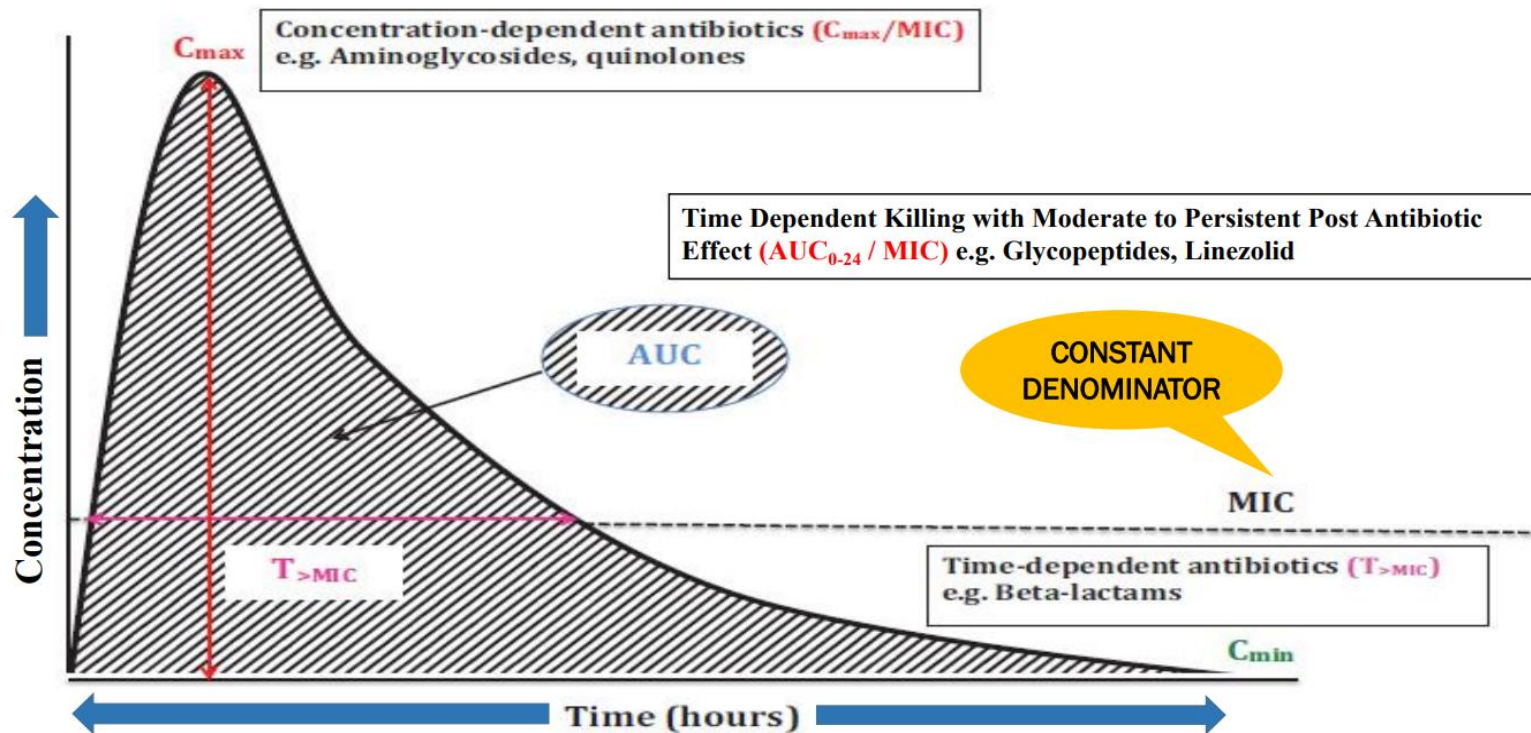 Cmax
Concentration-dependent antibiotics (Cmax/MIC)
e.g. Aminoglycosides, quinolones
Time Dependent Killing with Moderate to Persistent Post Antibiotic
Effect (AUC0-24 / MIC) e.g. Glycopeptides, Linezolid
AUC
CONSTANT
DENOMINATOR
Concentration
MIC
T>MIC
Time-dependent antibiotics (T>MIC)
e.g. Beta-lactams
Cmin
Time (hours)